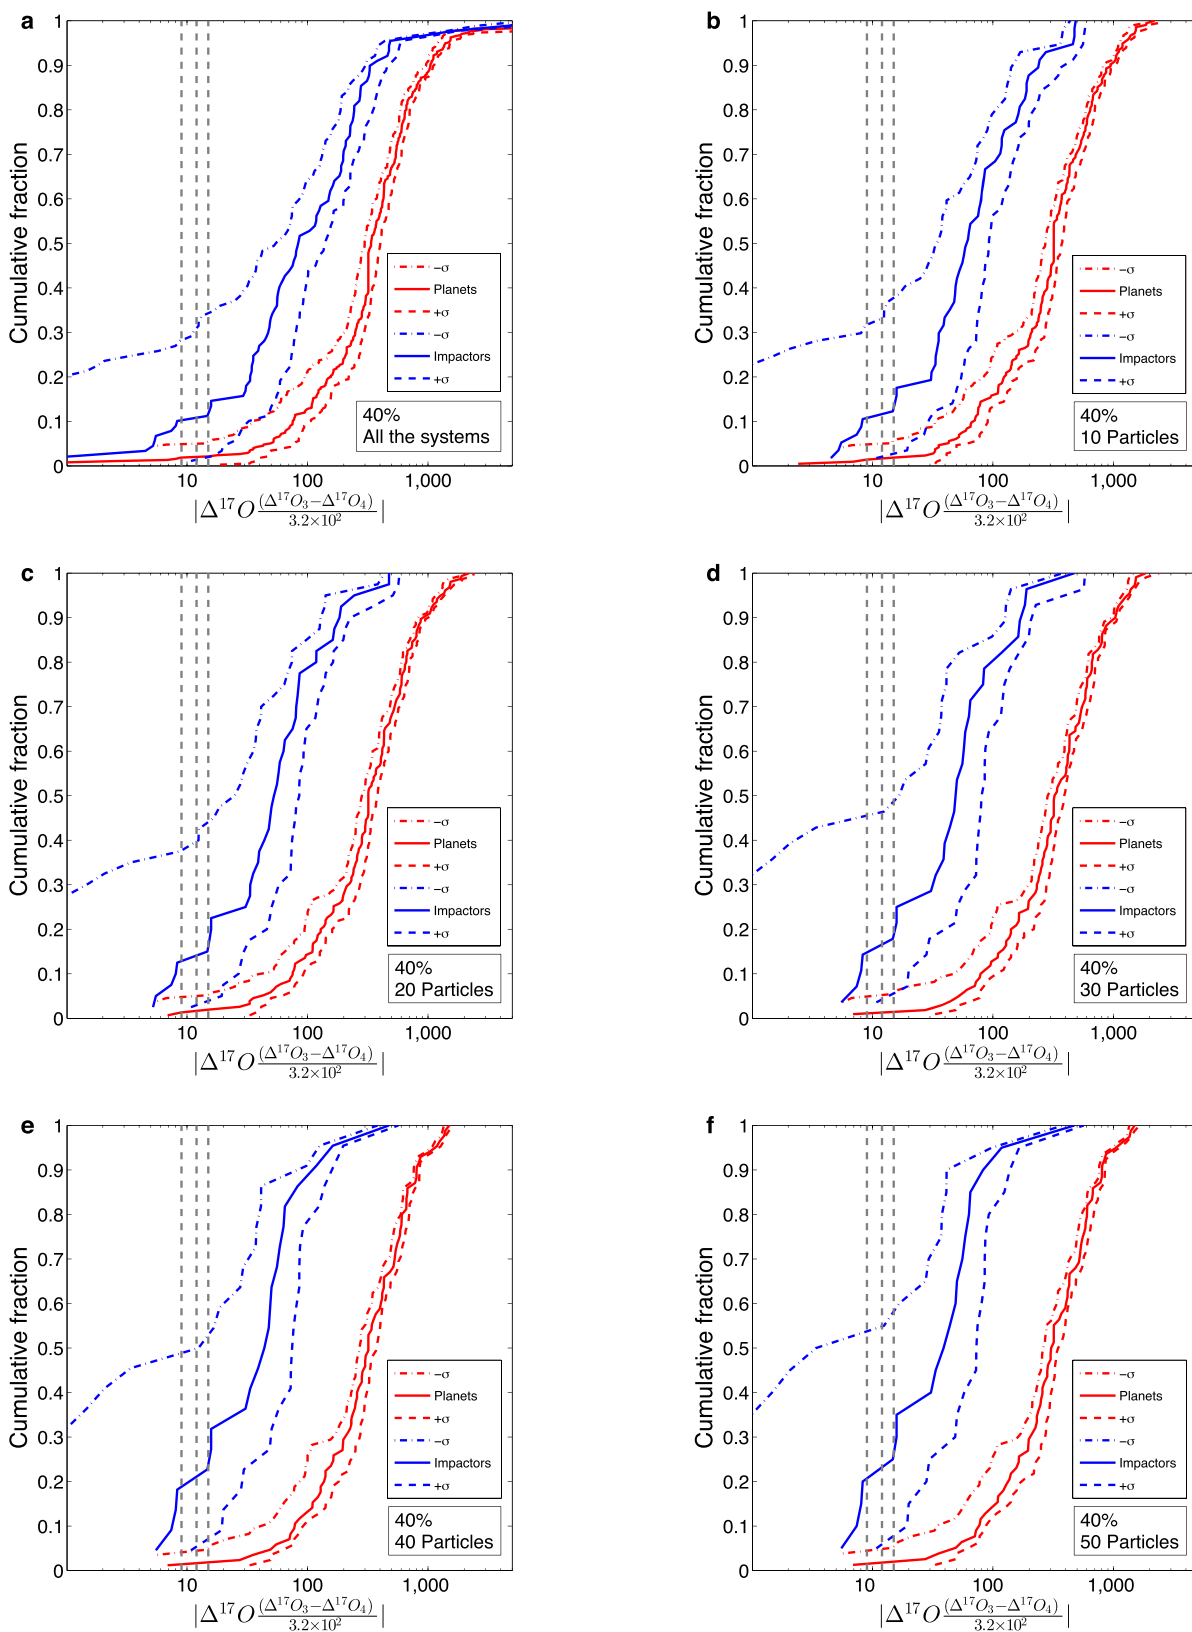 a
Cumulative fraction
1
0.9
0.8
0.7
0.6
0.5
0.4
0.3
0.2
0.1
0
10
100
1,000
|Δ¹⁷O (Δ¹⁷O₃−Δ¹⁷O₄)/3.2×10²|
−σ
Planets
+σ
−σ
Impactors
+σ
40%
All the systems
b
Cumulative fraction
1
0.9
0.8
0.7
0.6
0.5
0.4
0.3
0.2
0.1
0
10
100
1,000
|Δ¹⁷O (Δ¹⁷O₃−Δ¹⁷O₄)/3.2×10²|
−σ
Planets
+σ
−σ
Impactors
+σ
40%
10 Particles
c
Cumulative fraction
1
0.9
0.8
0.7
0.6
0.5
0.4
0.3
0.2
0.1
0
10
100
1,000
|Δ¹⁷O (Δ¹⁷O₃−Δ¹⁷O₄)/3.2×10²|
−σ
Planets
+σ
−σ
Impactors
+σ
40%
20 Particles
d
Cumulative fraction
1
0.9
0.8
0.7
0.6
0.5
0.4
0.3
0.2
0.1
0
10
100
1,000
|Δ¹⁷O (Δ¹⁷O₃−Δ¹⁷O₄)/3.2×10²|
−σ
Planets
+σ
−σ
Impactors
+σ
40%
30 Particles
e
Cumulative fraction
1
0.9
0.8
0.7
0.6
0.5
0.4
0.3
0.2
0.1
0
10
100
1,000
|Δ¹⁷O (Δ¹⁷O₃−Δ¹⁷O₄)/3.2×10²|
−σ
Planets
+σ
−σ
Impactors
+σ
40%
40 Particles
f
Cumulative fraction
1
0.9
0.8
0.7
0.6
0.5
0.4
0.3
0.2
0.1
0
10
100
1,000
|Δ¹⁷O (Δ¹⁷O₃−Δ¹⁷O₄)/3.2×10²|
−σ
Planets
+σ
−σ
Impactors
+σ
40%
50 Particles